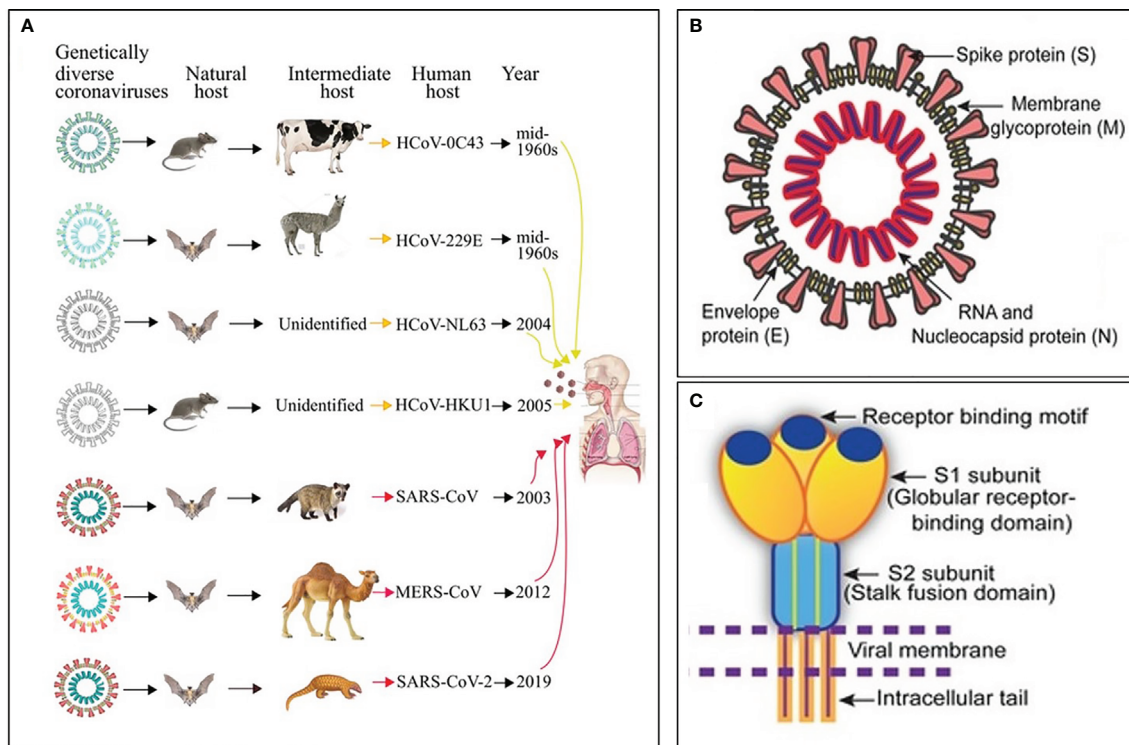 A
Genetically
diverse
coronaviruses
Natural
host
Intermediate
host
Human
host
Year
HCoV-0C43
mid-
1960s
HCoV-229E
mid-
1960s
Unidentified
HCoV-NL63
2004
Unidentified
HCoV-HKU1
2005
SARS-CoV
2003
MERS-CoV
2012
SARS-CoV-2
2019
B
Spike protein (S)
Membrane
glycoprotein (M)
Envelope
protein (E)
RNA and
Nucleocapsid protein (N)
C
Receptor binding motif
S1 subunit
(Globular receptor-
binding domain)
S2 subunit
(Stalk fusion domain)
Viral membrane
Intracellular tail